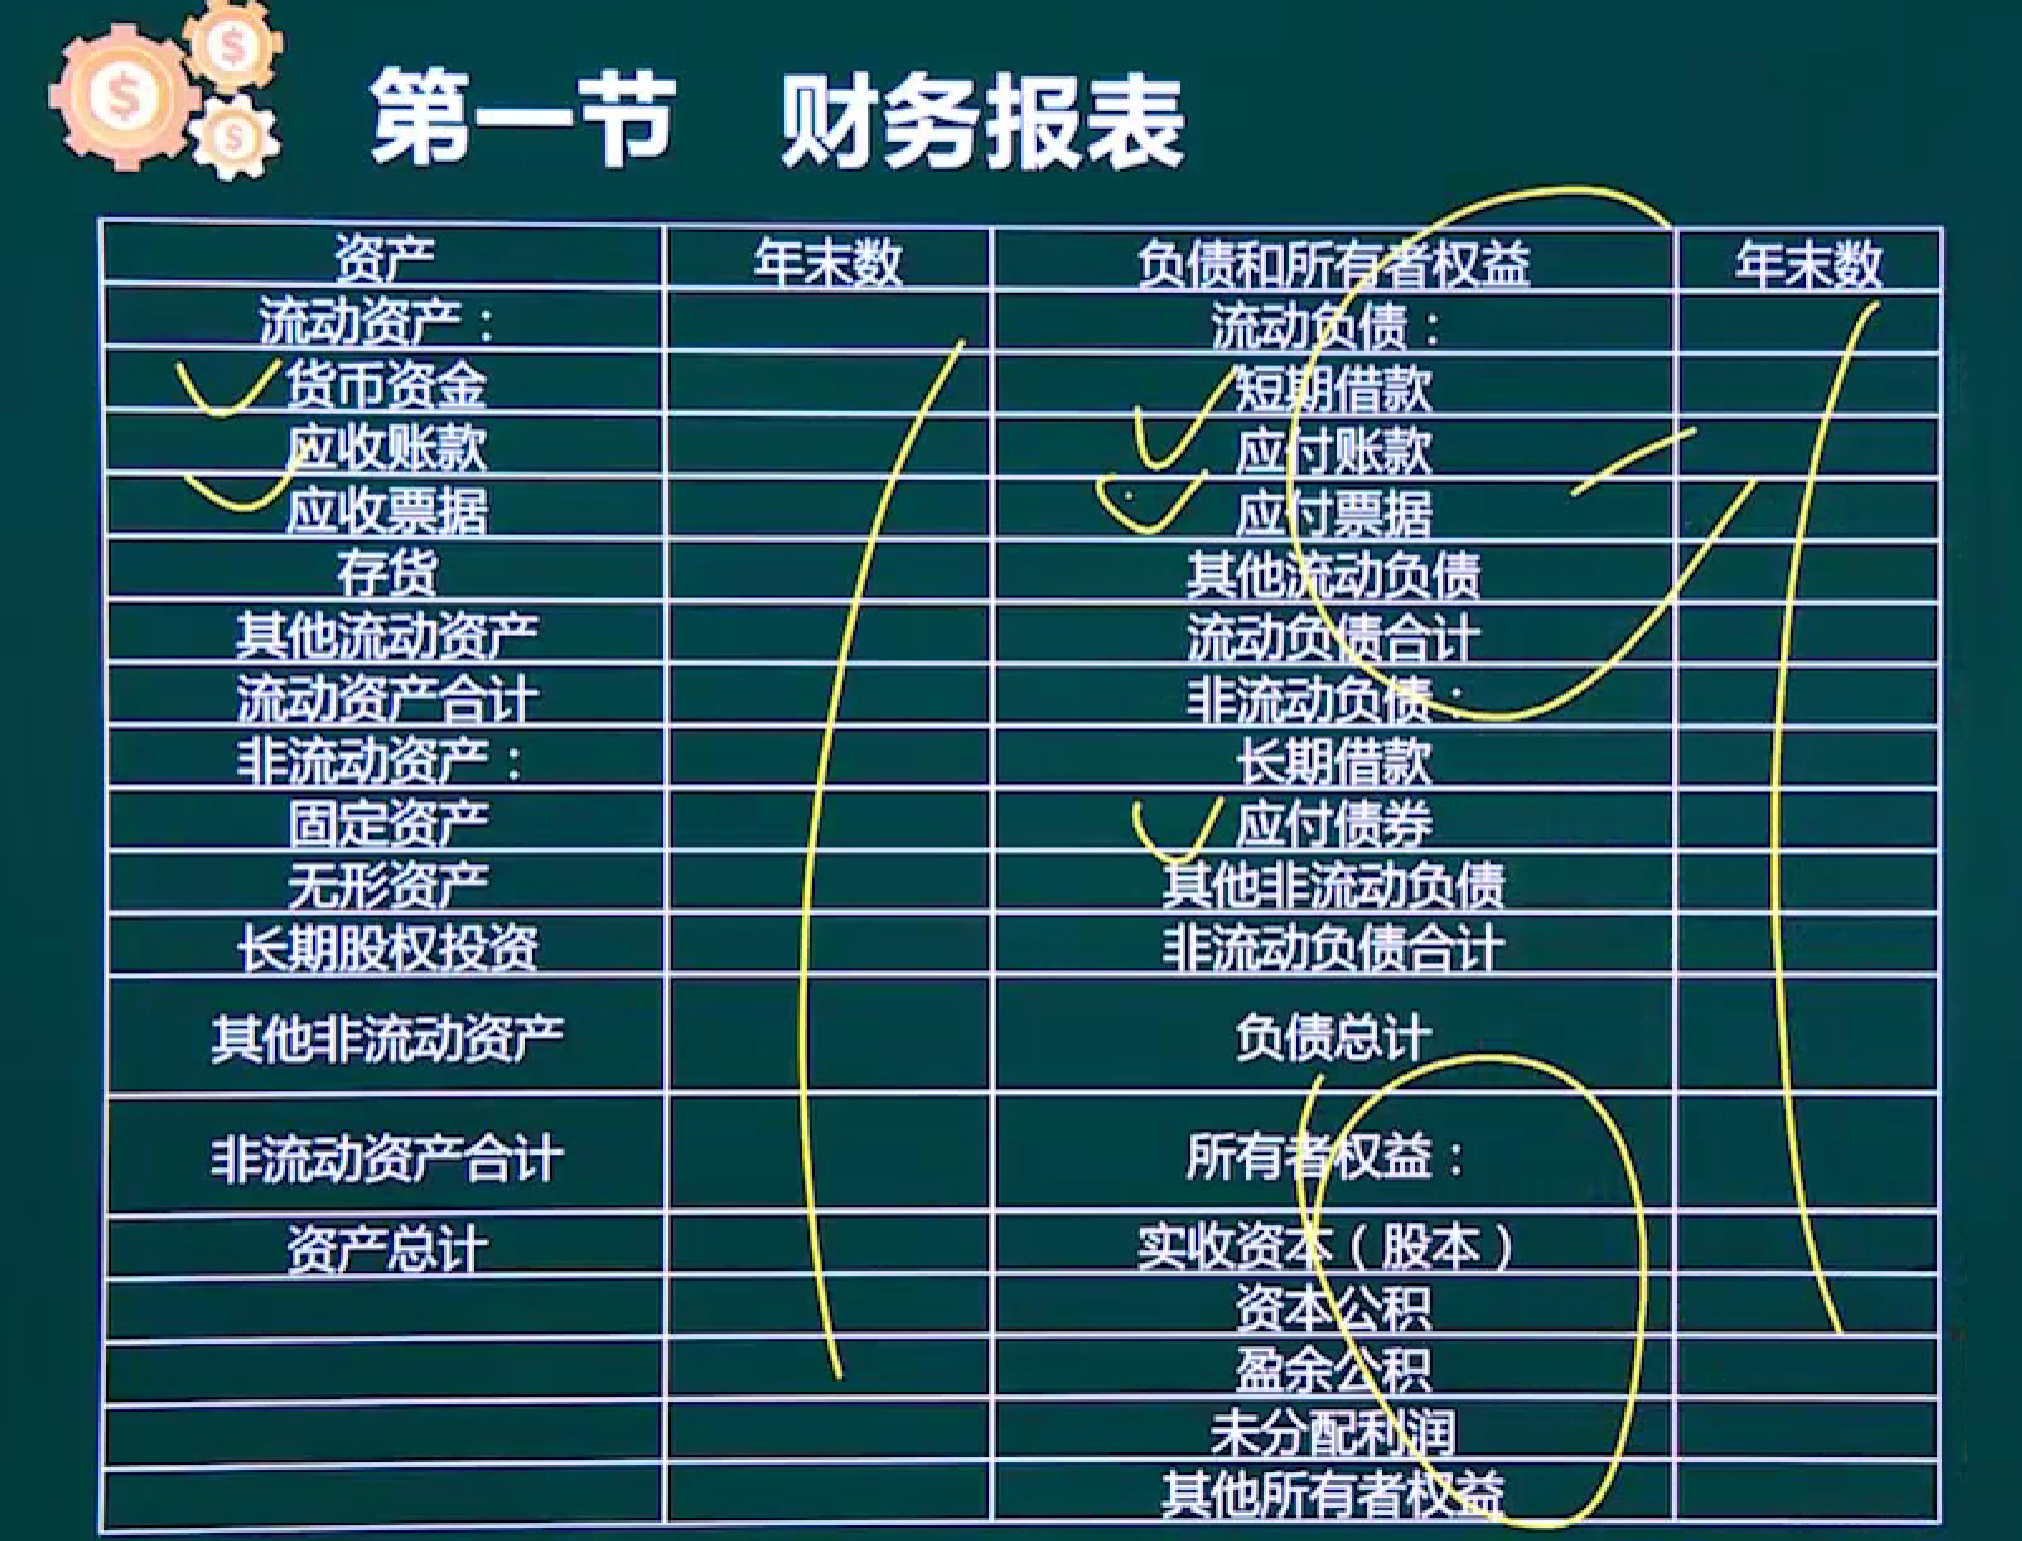 $
$
$
第一节 财务报表
资产 年末数 负债和所有者权益 年末数
流动资产： 流动负债：
货币资金 短期借款
应收账款 应付账款
应收票据 应付票据
存货 其他流动负债
其他流动资产 流动负债合计
流动资产合计 非流动负债：
非流动资产： 长期借款
固定资产 应付债券
无形资产 其他非流动负债
长期股权投资 非流动负债合计
其他非流动资产 负债总计
非流动资产合计 所有者权益：
资产总计 实收资本（股本）
资本公积
盈余公积
未分配利润
其他所有者权益